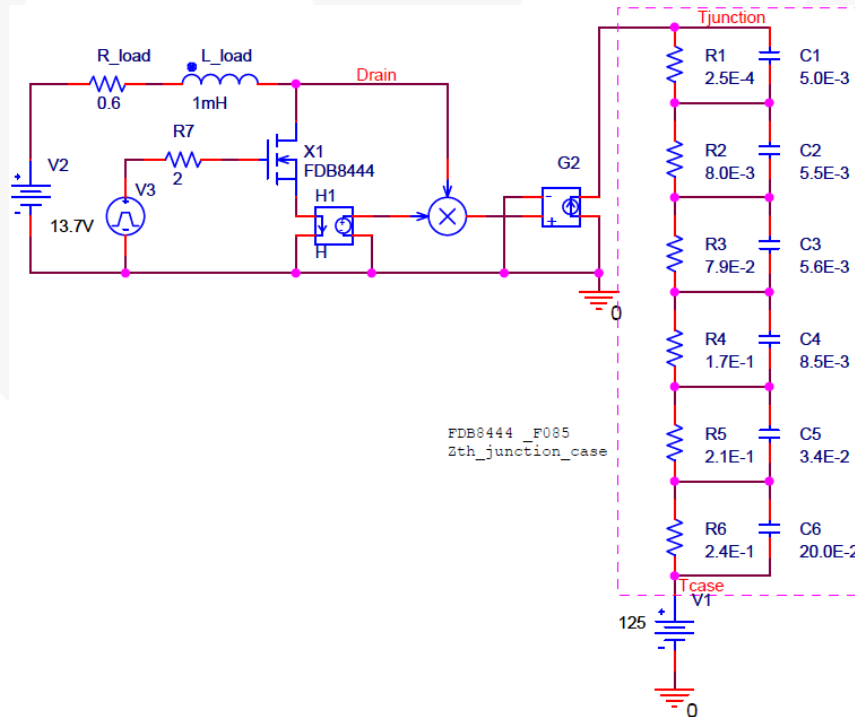 Tjunction
R_load
0.6
L_load
1mH
Drain
R1
2.5E-4
C1
5.0E-3
R7
2
X1
FDB8444
R2
8.0E-3
C2
5.5E-3
V2
13.7V
V3
H1
H
G2
-
+
R3
7.9E-2
C3
5.6E-3
0
R4
1.7E-1
C4
8.5E-3
FDB8444 _F085
Zth_junction_case
R5
2.1E-1
C5
3.4E-2
R6
2.4E-1
C6
20.0E-2
Tcase
V1
125
0